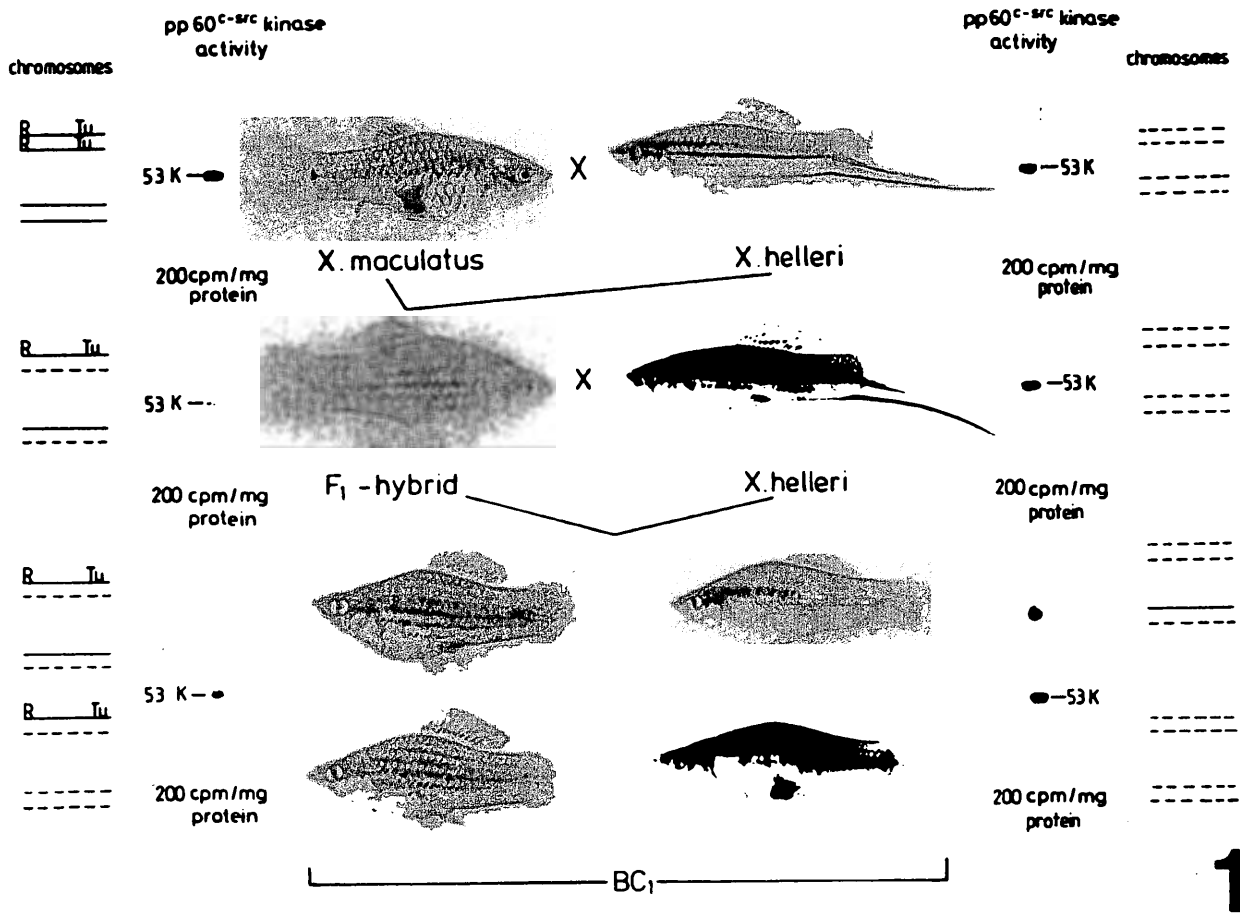 pp60c-src kinase
activity
pp60c-src kinase
activity
chromosomes
chromosomes
R Tu
R Tu
53 K
X
53 K
X. maculatus
X. helleri
200 cpm/mg
protein
200 cpm/mg
protein
R Tu
X
53 K
53 K
F1 - hybrid
X. helleri
200 cpm/mg
protein
200 cpm/mg
protein
R Tu
53 K
53 K
R Tu
200 cpm/mg
protein
200 cpm/mg
protein
BC1
1